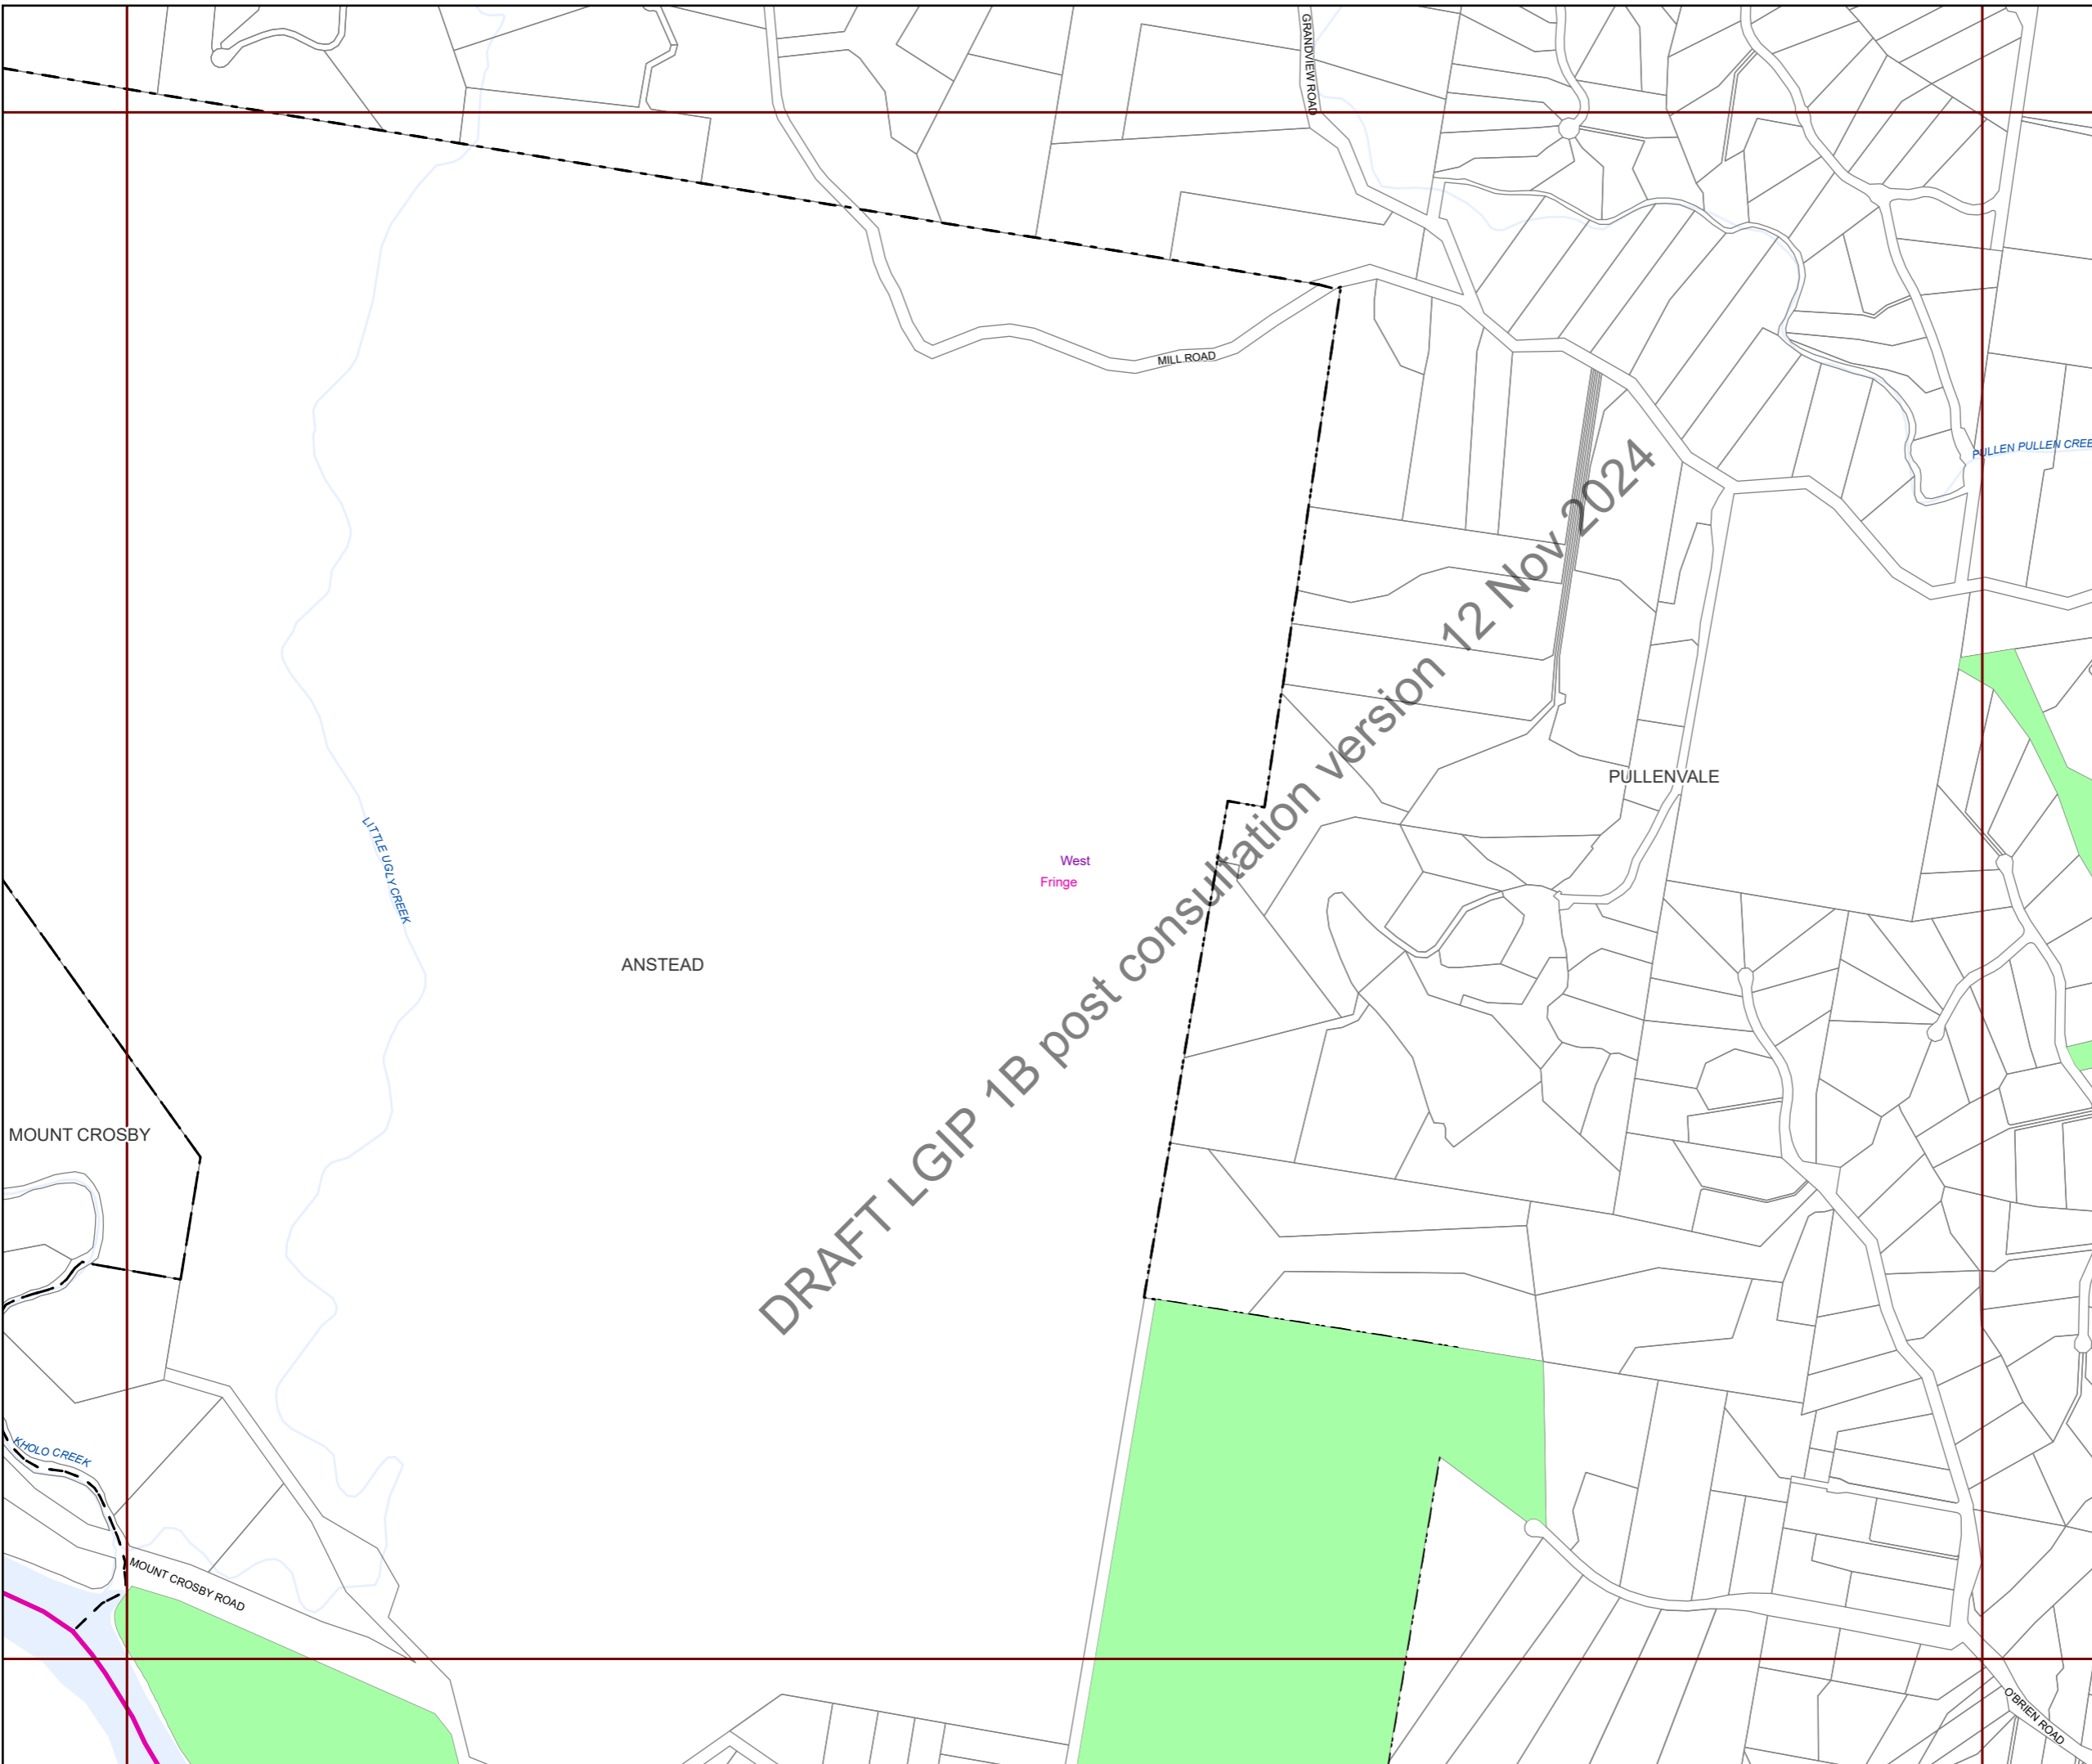 GRANDVIEW ROAD
MILL ROAD
PULLEN PULLEN CREE
DRAFT LGIP 1B post consultation version 12 Nov 2024
PULLENVALE
LITTLE UGLY CREEK
West
Fringe
ANSTEAD
MOUNT CROSBY
KHOLO CREEK
MOUNT CROSBY ROAD
O'BRIEN ROAD